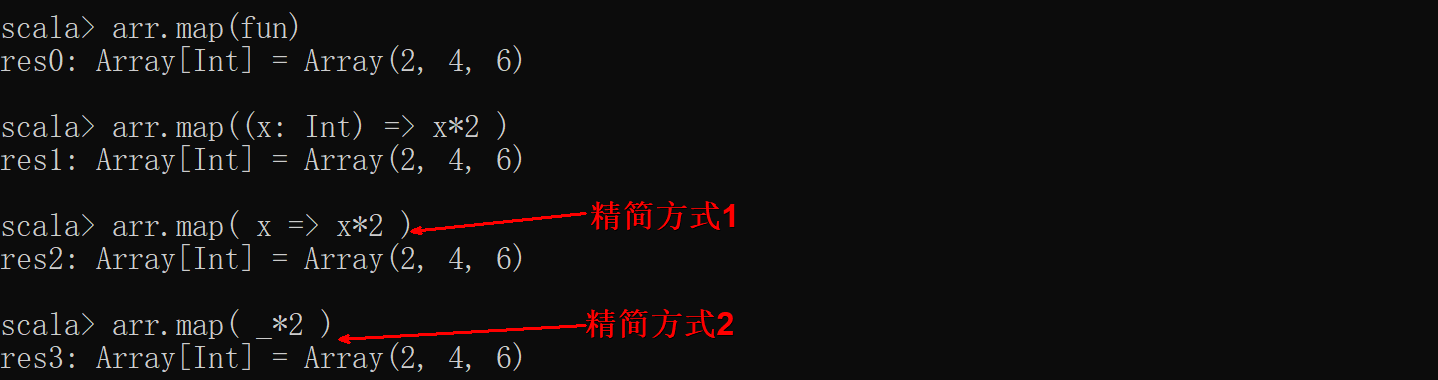 scala> arr.map(fun)
res0: Array[Int] = Array(2, 4, 6)
scala> arr.map((x: Int) => x*2 )
res1: Array[Int] = Array(2, 4, 6)
scala> arr.map( x => x*2 )
精简方式1
res2: Array[Int] = Array(2, 4, 6)
scala> arr.map( _*2 )
精简方式2
res3: Array[Int] = Array(2, 4, 6)